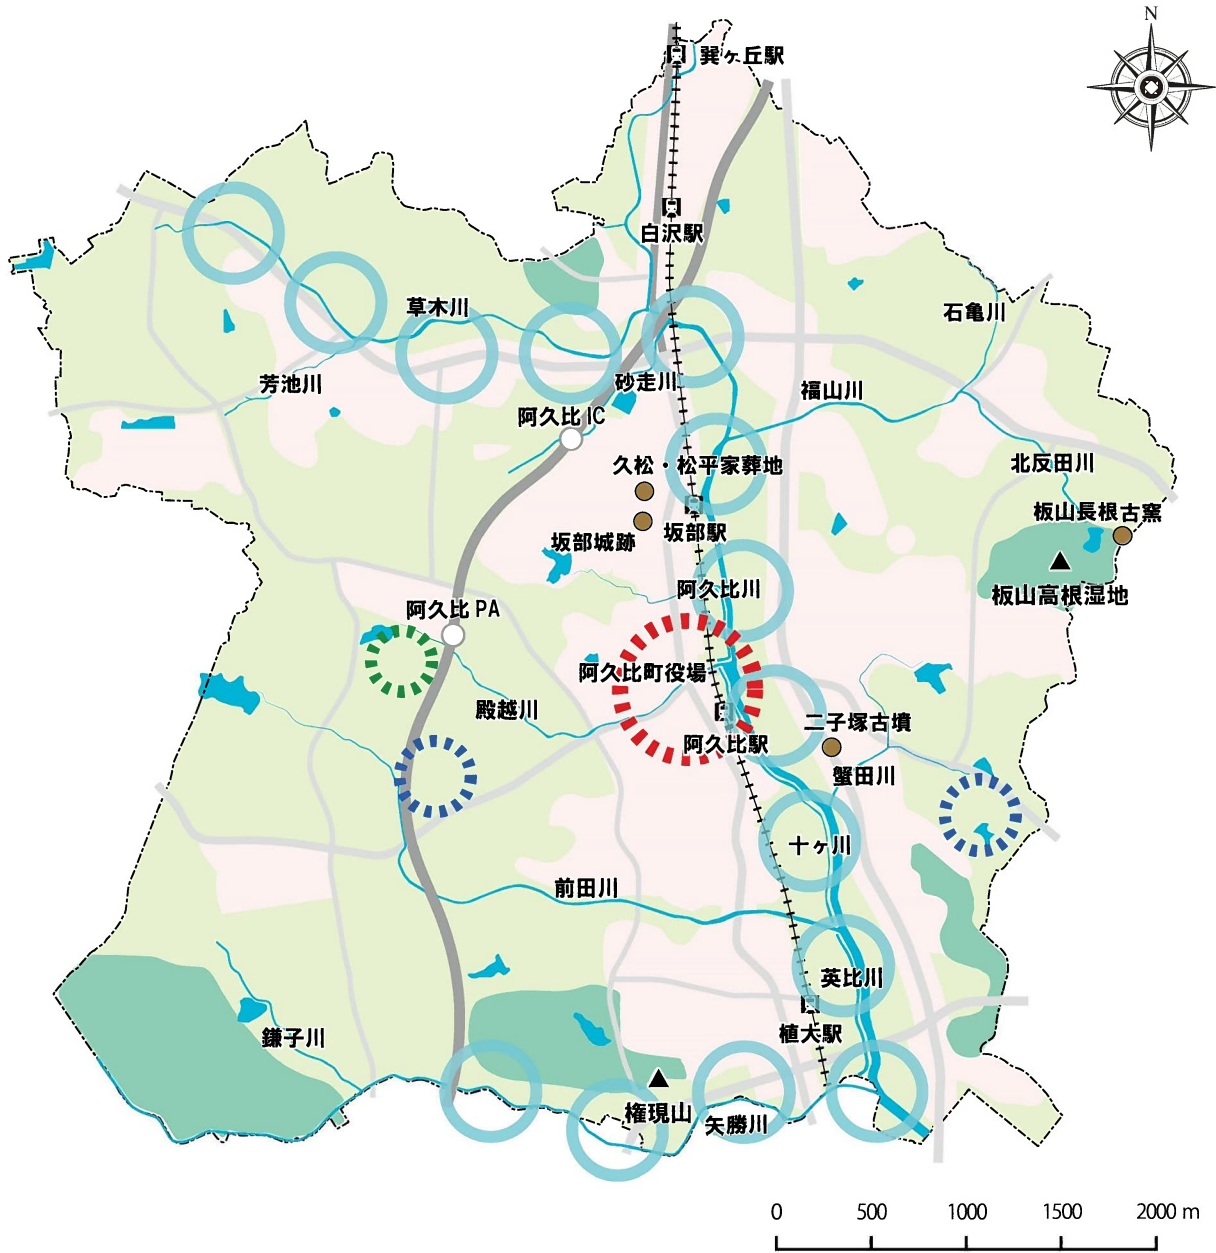 N
巽ヶ丘駅
白沢駅
草木川
石亀川
芳池川
砂走川
福山川
阿久比 IC
久松・松平家葬地
北反田川
板山長根古窯
坂部駅
坂部城跡
阿久比川
板山高根湿地
阿久比 PA
阿久比町役場
殿越川
二子塚古墳
阿久比駅
蟹田川
十ヶ川
前田川
英比川
植大駅
鎌子川
権現山
矢勝川
0 500 1000 1500 2000 m